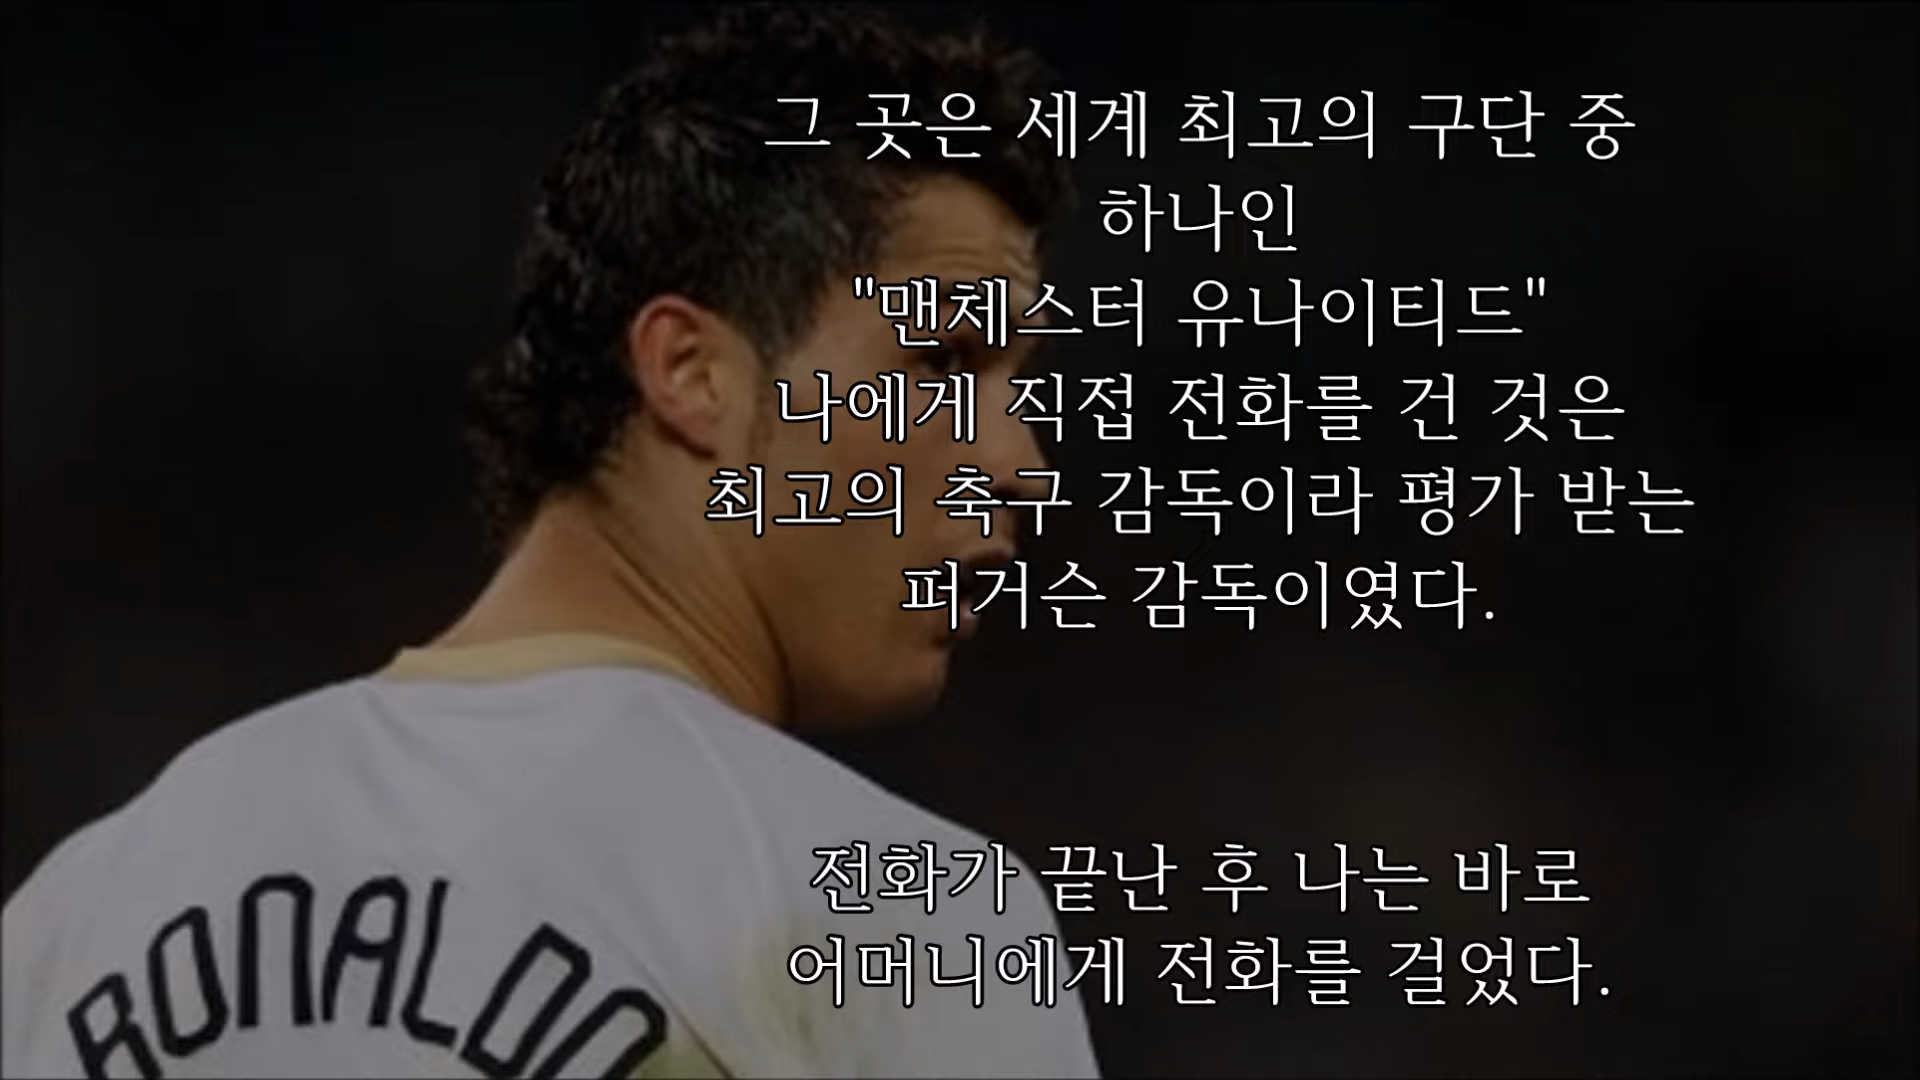 그 곳은 세계 최고의 구단 중
하나인
"맨체스터 유나이티드"
나에게 직접 전화를 건 것은
최고의 축구 감독이라 평가 받는
퍼거슨 감독이였다.
전화가 끝난 후 나는 바로
어머니에게 전화를 걸었다.
RONALDO